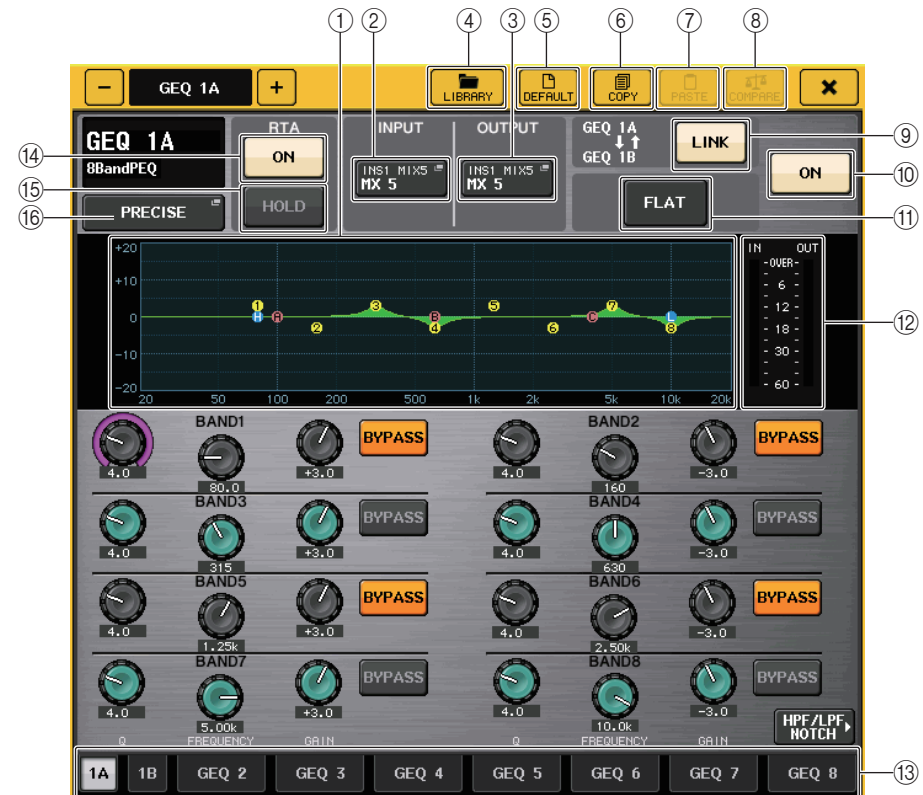 ① ② ④ ③ ⑤ ⑥ ⑦ ⑧
− GEQ 1A + LIBRARY DEFAULT COPY PASTE COMPARE ×
GEQ 1A
8BandPEQ
PRECISE
RTA
ON
HOLD
INPUT
INS1 MIX5
MX 5
OUTPUT
INS1 MIX5
MX 5
GEQ 1A
↓↑
GEQ 1B
LINK
FLAT
ON
⑭
⑮
⑯
⑨
⑩
⑪
+20
+10
0
−10
−20
20 50 100 200 500 1k 2k 5k 10k 20k
1 H A 2 3 B 4 5 6 C 7 L 8
IN OUT
-OVER-
- 6 -
- 12 -
- 18 -
- 30 -
- 60 -
⑫
BAND1
4.0 80.0 +3.0 BYPASS
BAND2
4.0 160 -3.0 BYPASS
BAND3
4.0 315 +3.0 BYPASS
BAND4
4.0 630 -3.0 BYPASS
BAND5
4.0 1.25k +3.0 BYPASS
BAND6
4.0 2.50k -3.0 BYPASS
BAND7
4.0 5.00k +3.0 BYPASS
BAND8
4.0 10.0k -3.0 BYPASS
Q FREQUENCY GAIN Q FREQUENCY GAIN
HPF/LPF
NOTCH
1A 1B GEQ 2 GEQ 3 GEQ 4 GEQ 5 GEQ 6 GEQ 7 GEQ 8
⑬